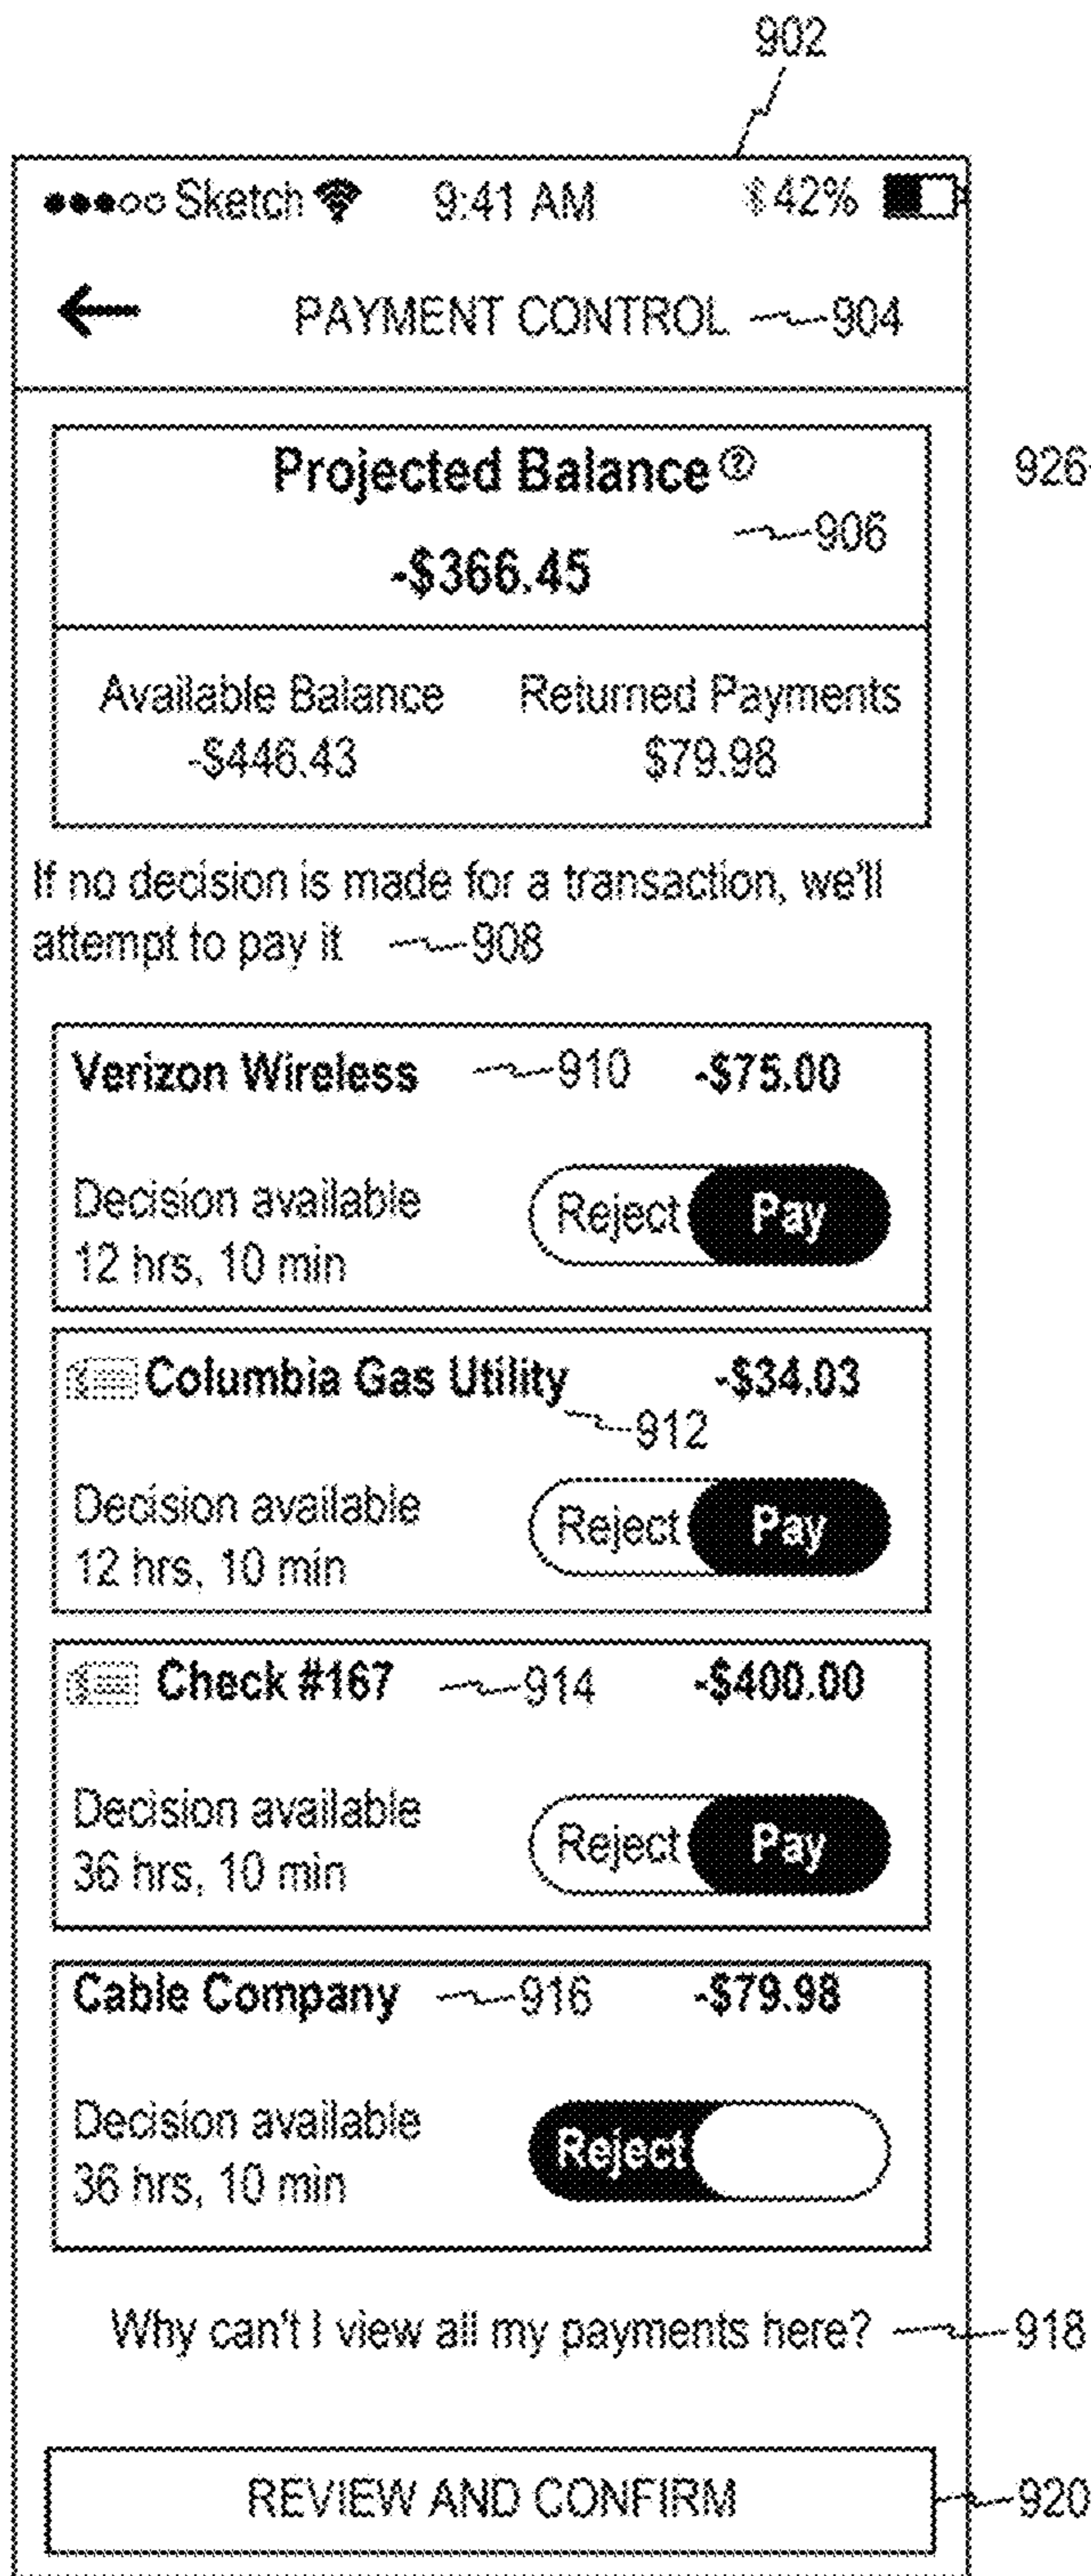 902
Sketch 9:41 AM 42%
PAYMENT CONTROL 904
Projected Balance ?
926
906
-$366.45
Available Balance Returned Payments
-$446.43 $79.98
If no decision is made for a transaction, we'll
attempt to pay it 908
Verizon Wireless 910 -$75.00
Decision available
12 hrs, 10 min
Reject Pay
Columbia Gas Utility -$34.03
912
Decision available
12 hrs, 10 min
Reject Pay
Check #167 914 -$400.00
Decision available
36 hrs, 10 min
Reject Pay
Cable Company 916 -$79.98
Decision available
36 hrs, 10 min
Reject
Why can't I view all my payments here? 918
REVIEW AND CONFIRM 920